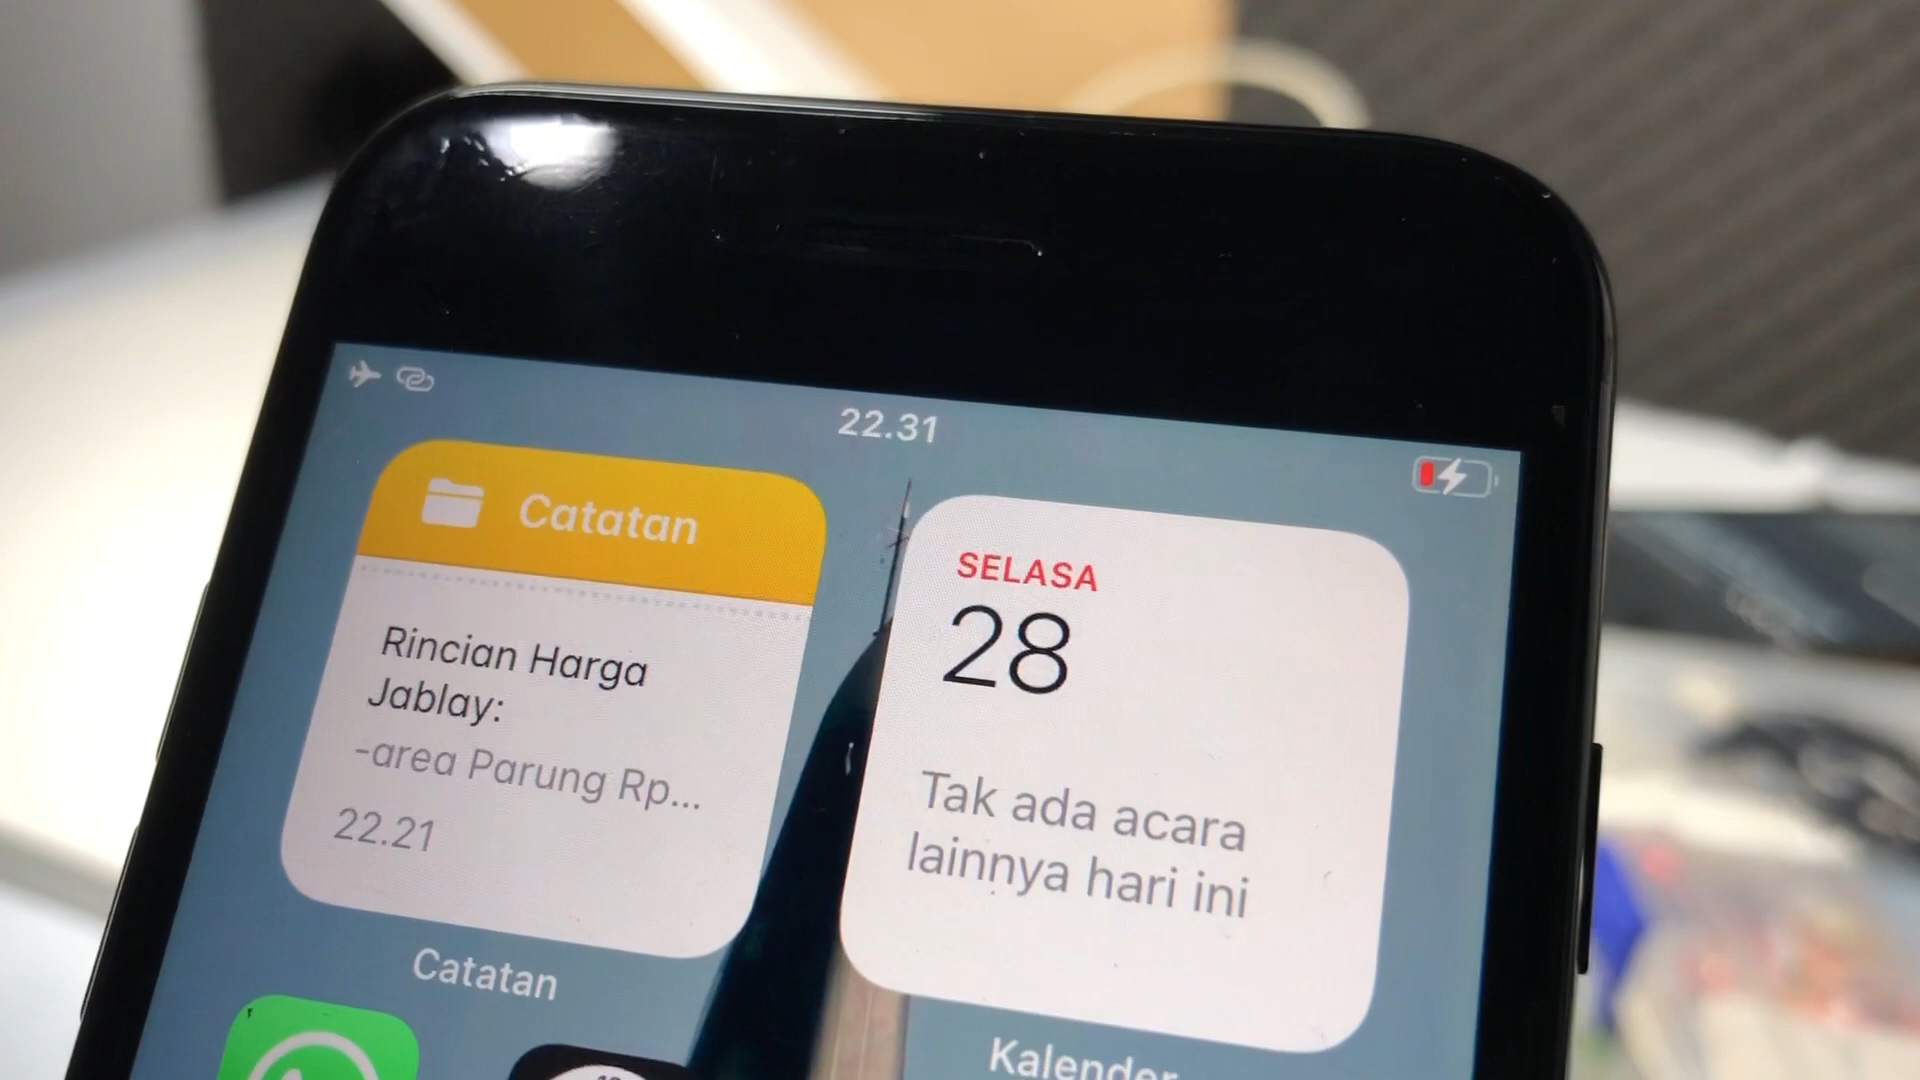 22.31
Catatan
Rincian Harga
Jablay:
-area Parung Rp...
22.21
Catatan
SELASA
28
Tak ada acara
lainnya hari ini
Kalender